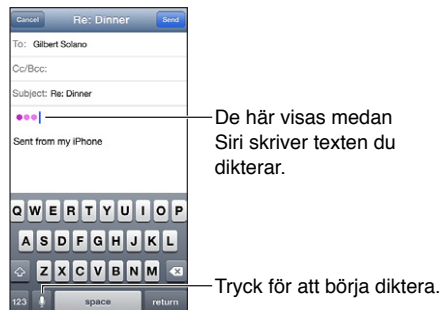 Cancel Re: Dinner Send
To: Gilbert Solano
Cc/Bcc:
Subject: Re: Dinner
De här visas medan
Siri skriver texten du
dikterar.
Sent from my iPhone
Q W E R T Y U I O P
A S D F G H J K L
Z X C V B N M
123 space return
Tryck för att börja diktera.